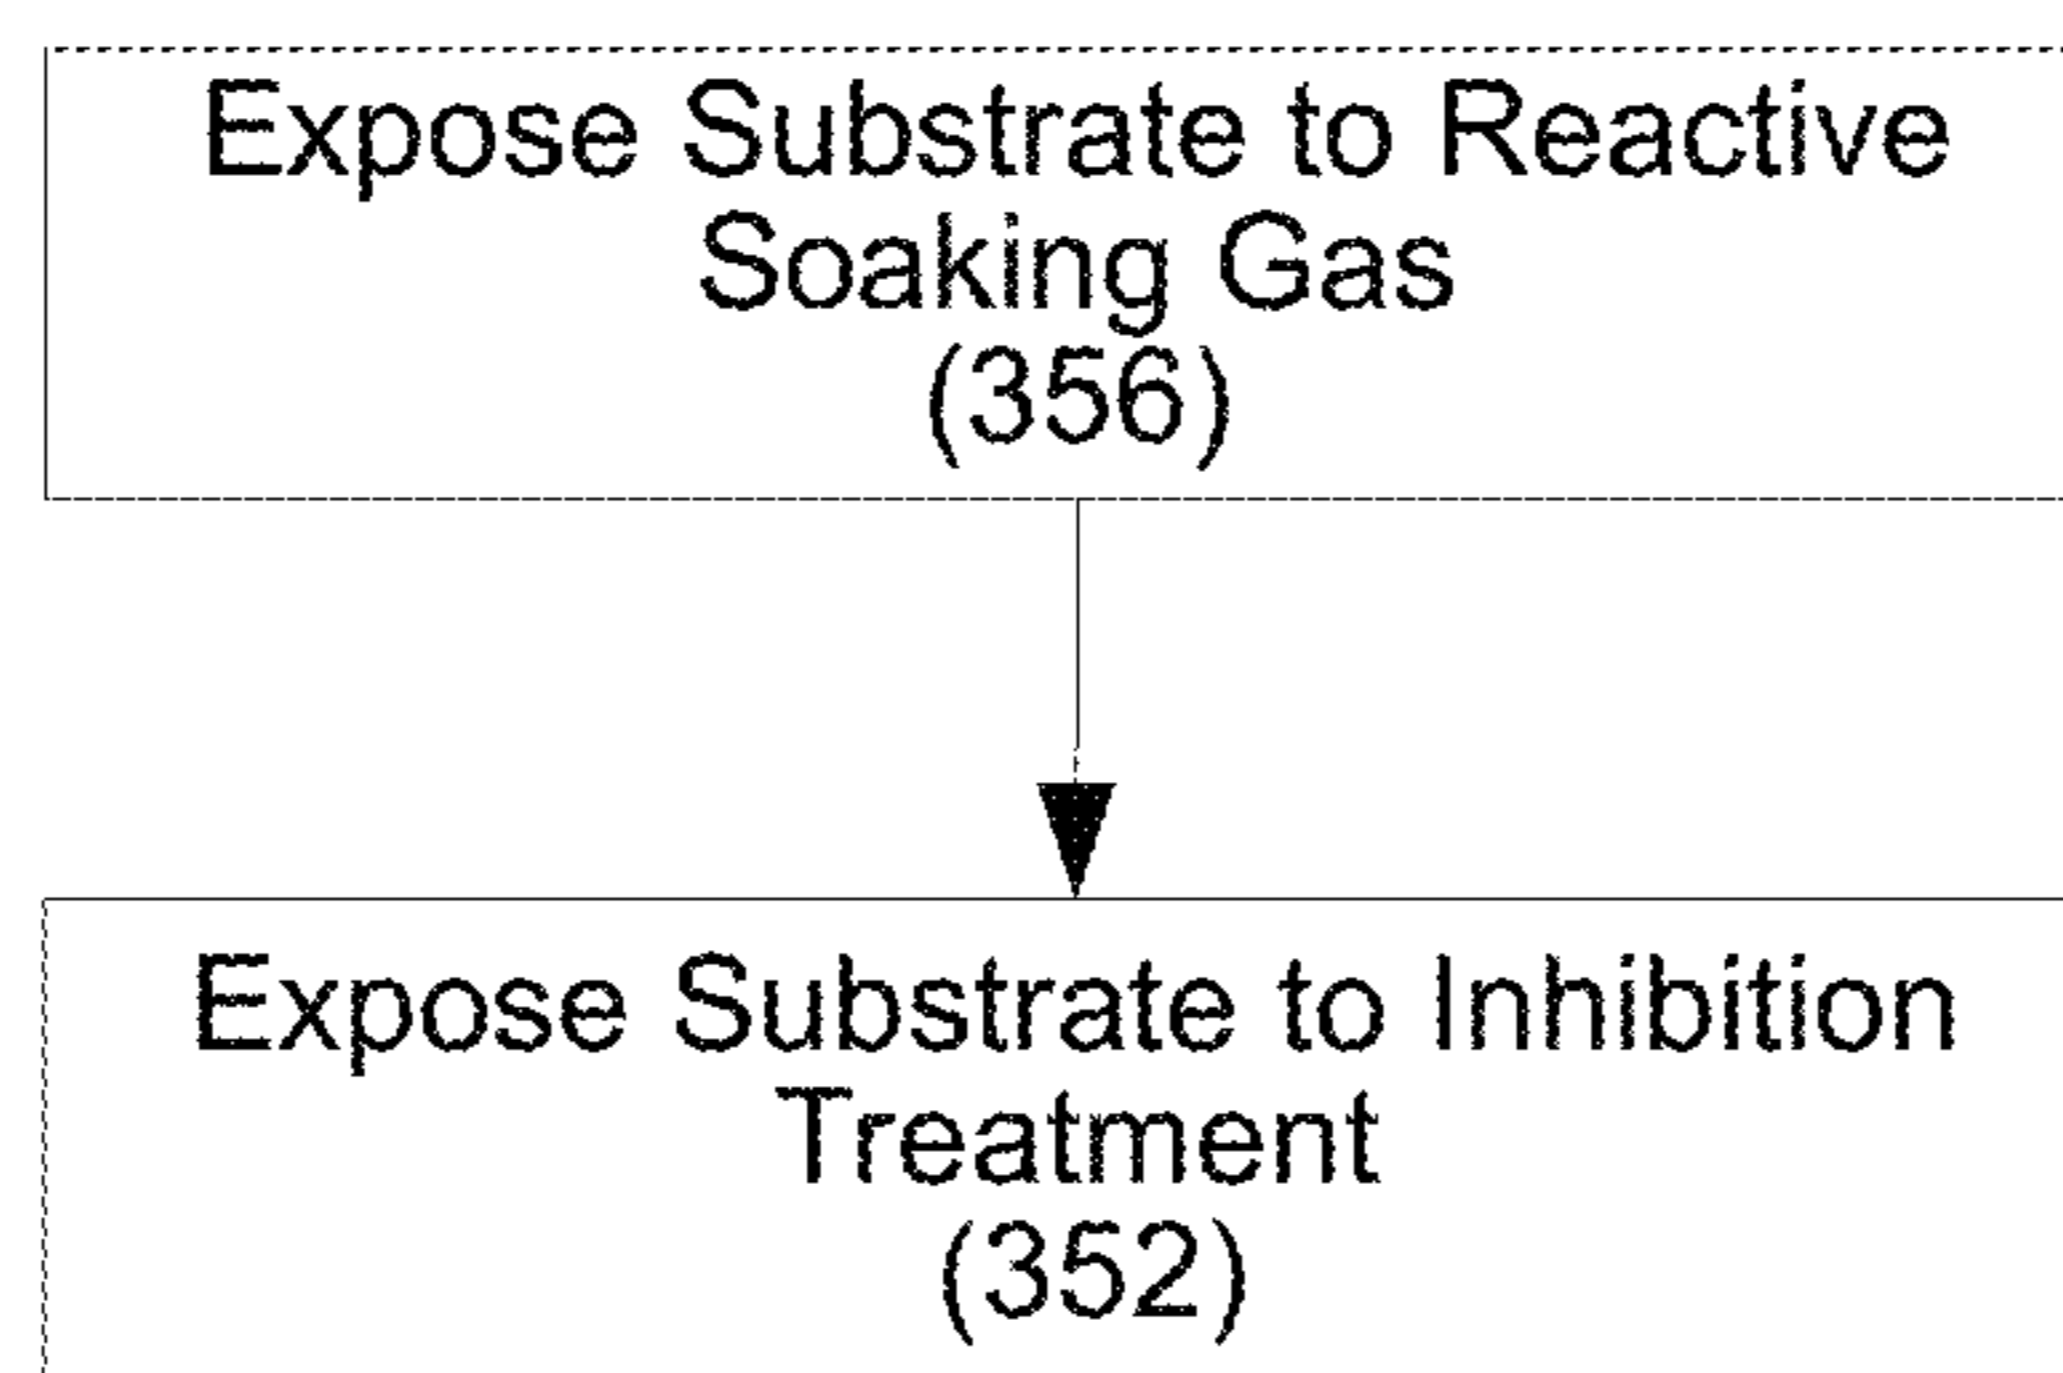 Expose Substrate to Reactive
Soaking Gas
(356)
Expose Substrate to Inhibition
Treatment
(352)